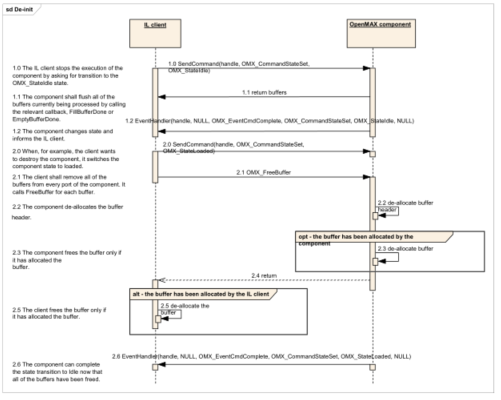 sd De-init
IL client
OpenMAX component
1.0 The IL client stops the execution of the
component by asking for transition to the
OMX_StateIdle state.
1.0 SendCommand(handle, OMX_CommandStateSet,
OMX_StateIdle)
1.1 The component shall flush all of the
buffers currently being processed by calling
the relevant callback, FillBufferDone or
EmptyBufferDone.
1.1 return buffers
1.2 EventHandler(handle, NULL, OMX_EventCmdComplete, OMX_CommandStateSet, OMX_StateIdle, NULL)
1.2 The component changes state and
informs the IL client.
2.0 When, for example, the client wants
to destroy the component, it switches the
component state to loaded.
2.0 SendCommand(handle, OMX_CommandStateSet,
OMX_StateLoaded)
2.1 The client shall remove all of the
buffers from every port of the component. It
calls FreeBuffer for each buffer.
2.1 OMX_FreeBuffer
2.2 The component de-allocates the buffer
header.
2.2 de-allocate buffer
header
opt - the buffer has been allocated by the
component
2.3 The component frees the buffer only if
it has allocated the
buffer.
2.3 de-allocate buffer
2.4 return
alt - the buffer has been allocated by the IL client
2.5 The client frees the buffer only if
it has allocated the buffer.
2.5 de-allocate the
buffer
2.6 EventHandler(handle, NULL, OMX_EventCmdComplete, OMX_CommandStateSet, OMX_StateLoaded, NULL)
2.6 The component can complete
the state transition to Idle now that
all of the buffers have been freed.